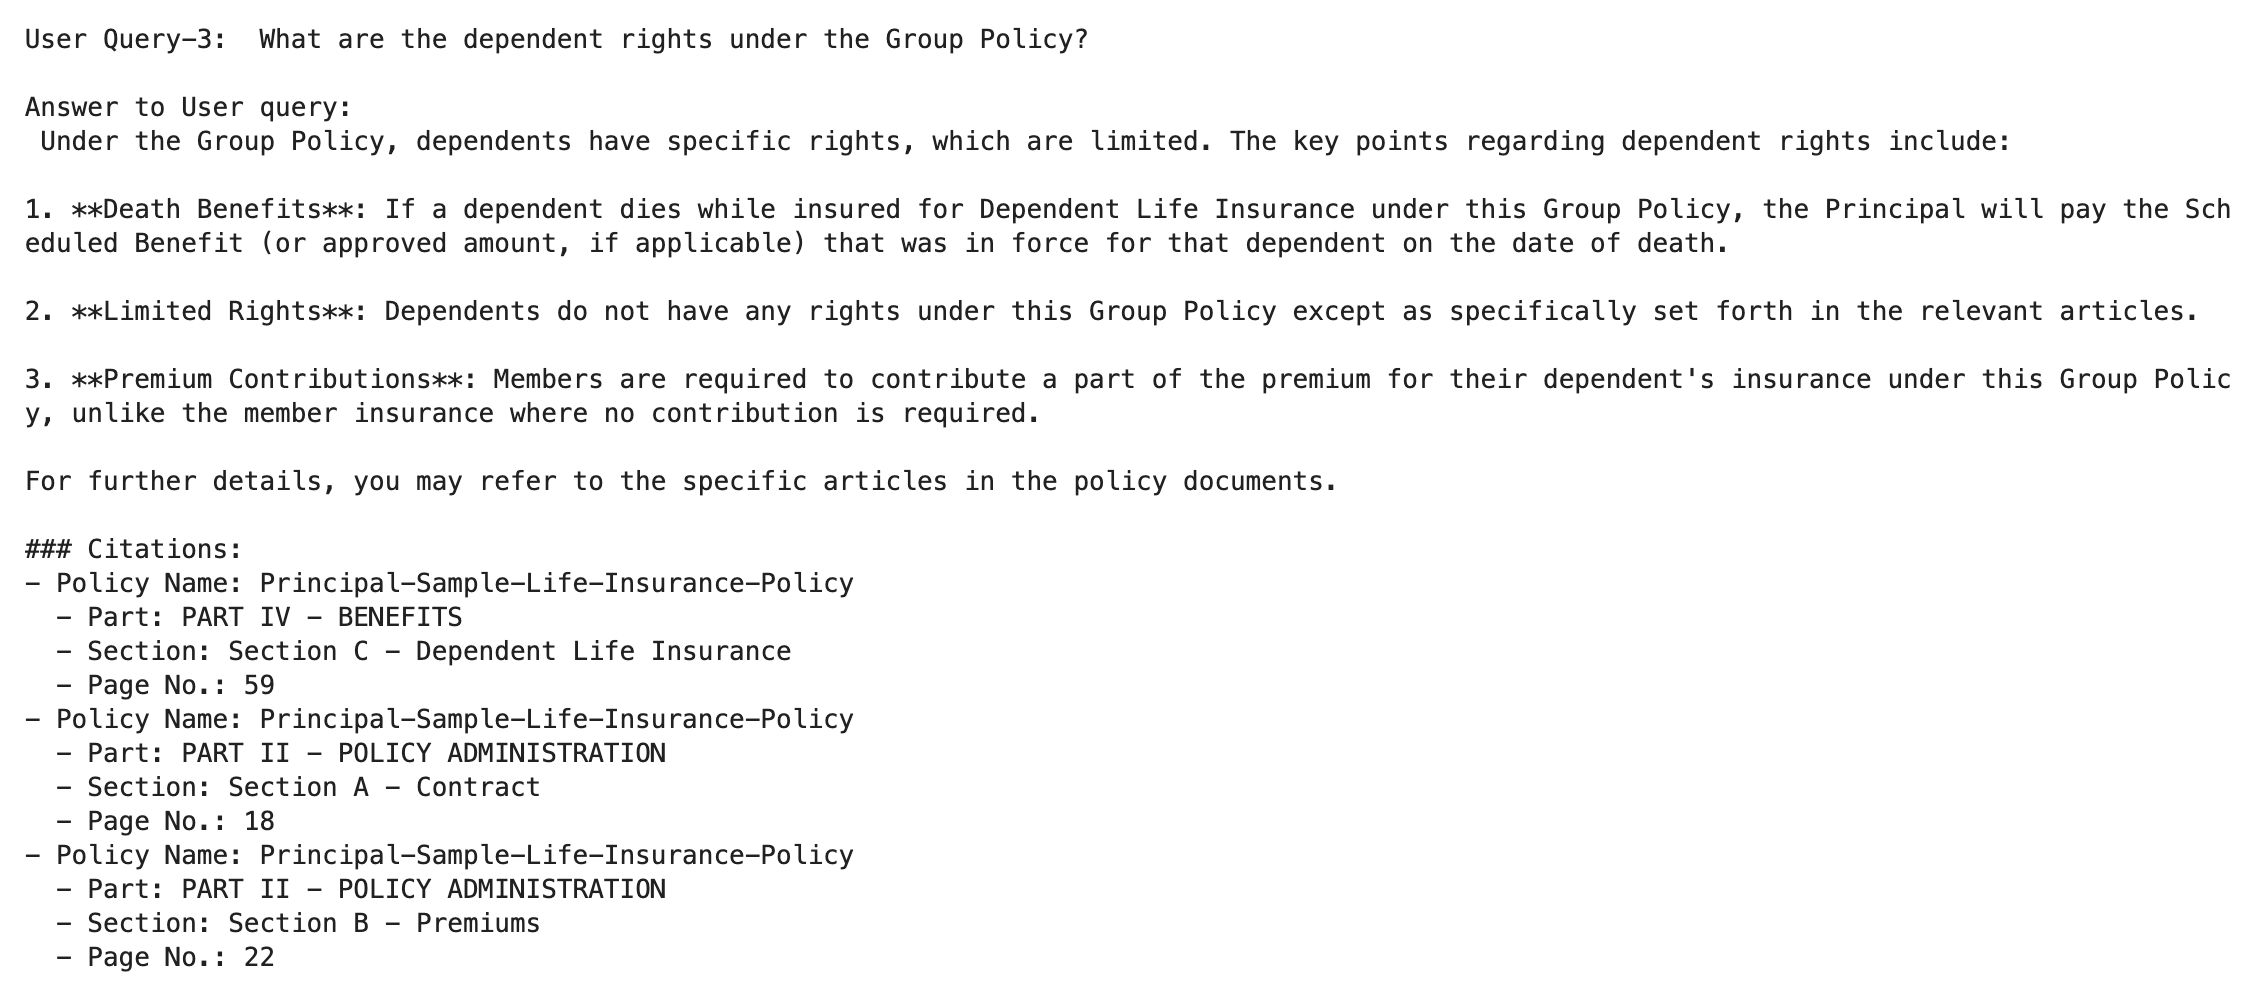 User Query-3:  What are the dependent rights under the Group Policy?
Answer to User query:
 Under the Group Policy, dependents have specific rights, which are limited. The key points regarding dependent rights include:
1. **Death Benefits**: If a dependent dies while insured for Dependent Life Insurance under this Group Policy, the Principal will pay the Sch
eduled Benefit (or approved amount, if applicable) that was in force for that dependent on the date of death.
2. **Limited Rights**: Dependents do not have any rights under this Group Policy except as specifically set forth in the relevant articles.
3. **Premium Contributions**: Members are required to contribute a part of the premium for their dependent's insurance under this Group Polic
y, unlike the member insurance where no contribution is required.
For further details, you may refer to the specific articles in the policy documents.
### Citations:
- Policy Name: Principal-Sample-Life-Insurance-Policy
  - Part: PART IV - BENEFITS
  - Section: Section C - Dependent Life Insurance
  - Page No.: 59
- Policy Name: Principal-Sample-Life-Insurance-Policy
  - Part: PART II - POLICY ADMINISTRATION
  - Section: Section A - Contract
  - Page No.: 18
- Policy Name: Principal-Sample-Life-Insurance-Policy
  - Part: PART II - POLICY ADMINISTRATION
  - Section: Section B - Premiums
  - Page No.: 22